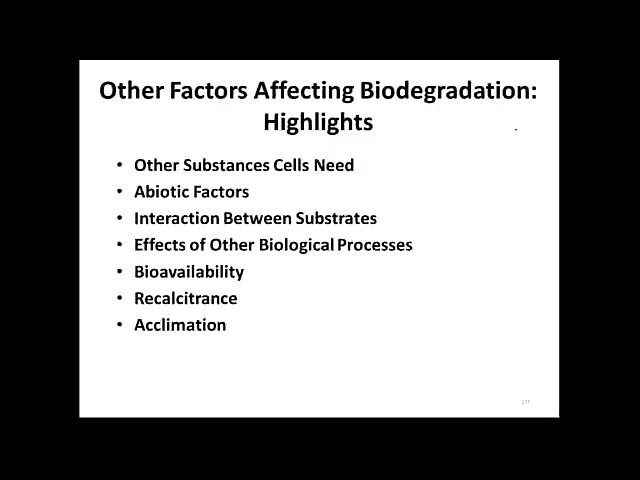 Other Factors Affecting Biodegradation:
Highlights
• Other Substances Cells Need
• Abiotic Factors
• Interaction Between Substrates
• Effects of Other Biological Processes
• Bioavailability
• Recalcitrance
• Acclimation